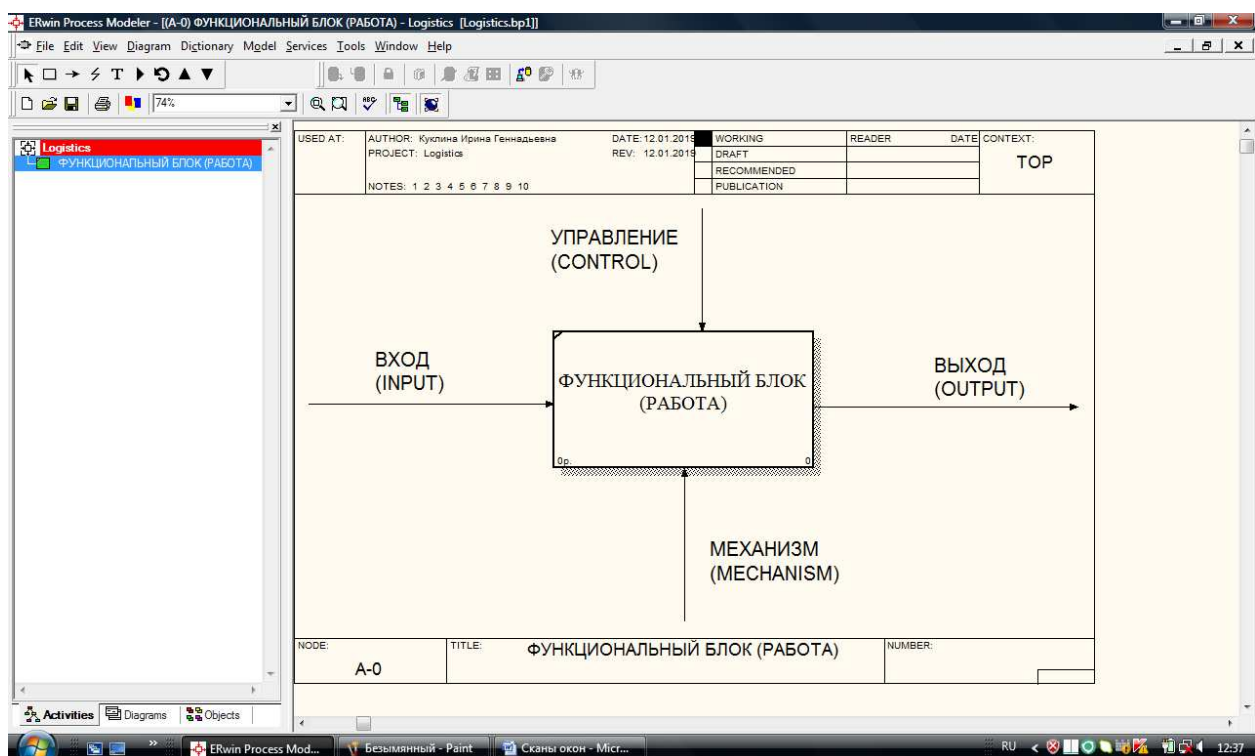 ERwin Process Modeler - [(A-0) ФУНКЦИОНАЛЬНЫЙ БЛОК (РАБОТА) - Logistics [Logistics.bp1]]
File Edit View Diagram Dictionary Model Services Tools Window Help
74%
Logistics
ФУНКЦИОНАЛЬНЫЙ БЛОК (РАБОТА)
USED AT: AUTHOR: Куклина Ирина Геннадьевна DATE: 12.01.2019 WORKING READER DATE CONTEXT:
PROJECT: Logistics REV: 12.01.2019 DRAFT
TOP
RECOMMENDED
NOTES: 1 2 3 4 5 6 7 8 9 10 PUBLICATION
УПРАВЛЕНИЕ
(CONTROL)
ВХОД
(INPUT)
ФУНКЦИОНАЛЬНЫЙ БЛОК
(РАБОТА)
0р. 0
ВЫХОД
(OUTPUT)
МЕХАНИЗМ
(MECHANISM)
NODE: TITLE: ФУНКЦИОНАЛЬНЫЙ БЛОК (РАБОТА) NUMBER:
A-0
Activities Diagrams Objects
ERwin Process Mod... Безымянный - Paint Сканы окон - Micr... RU 12:37